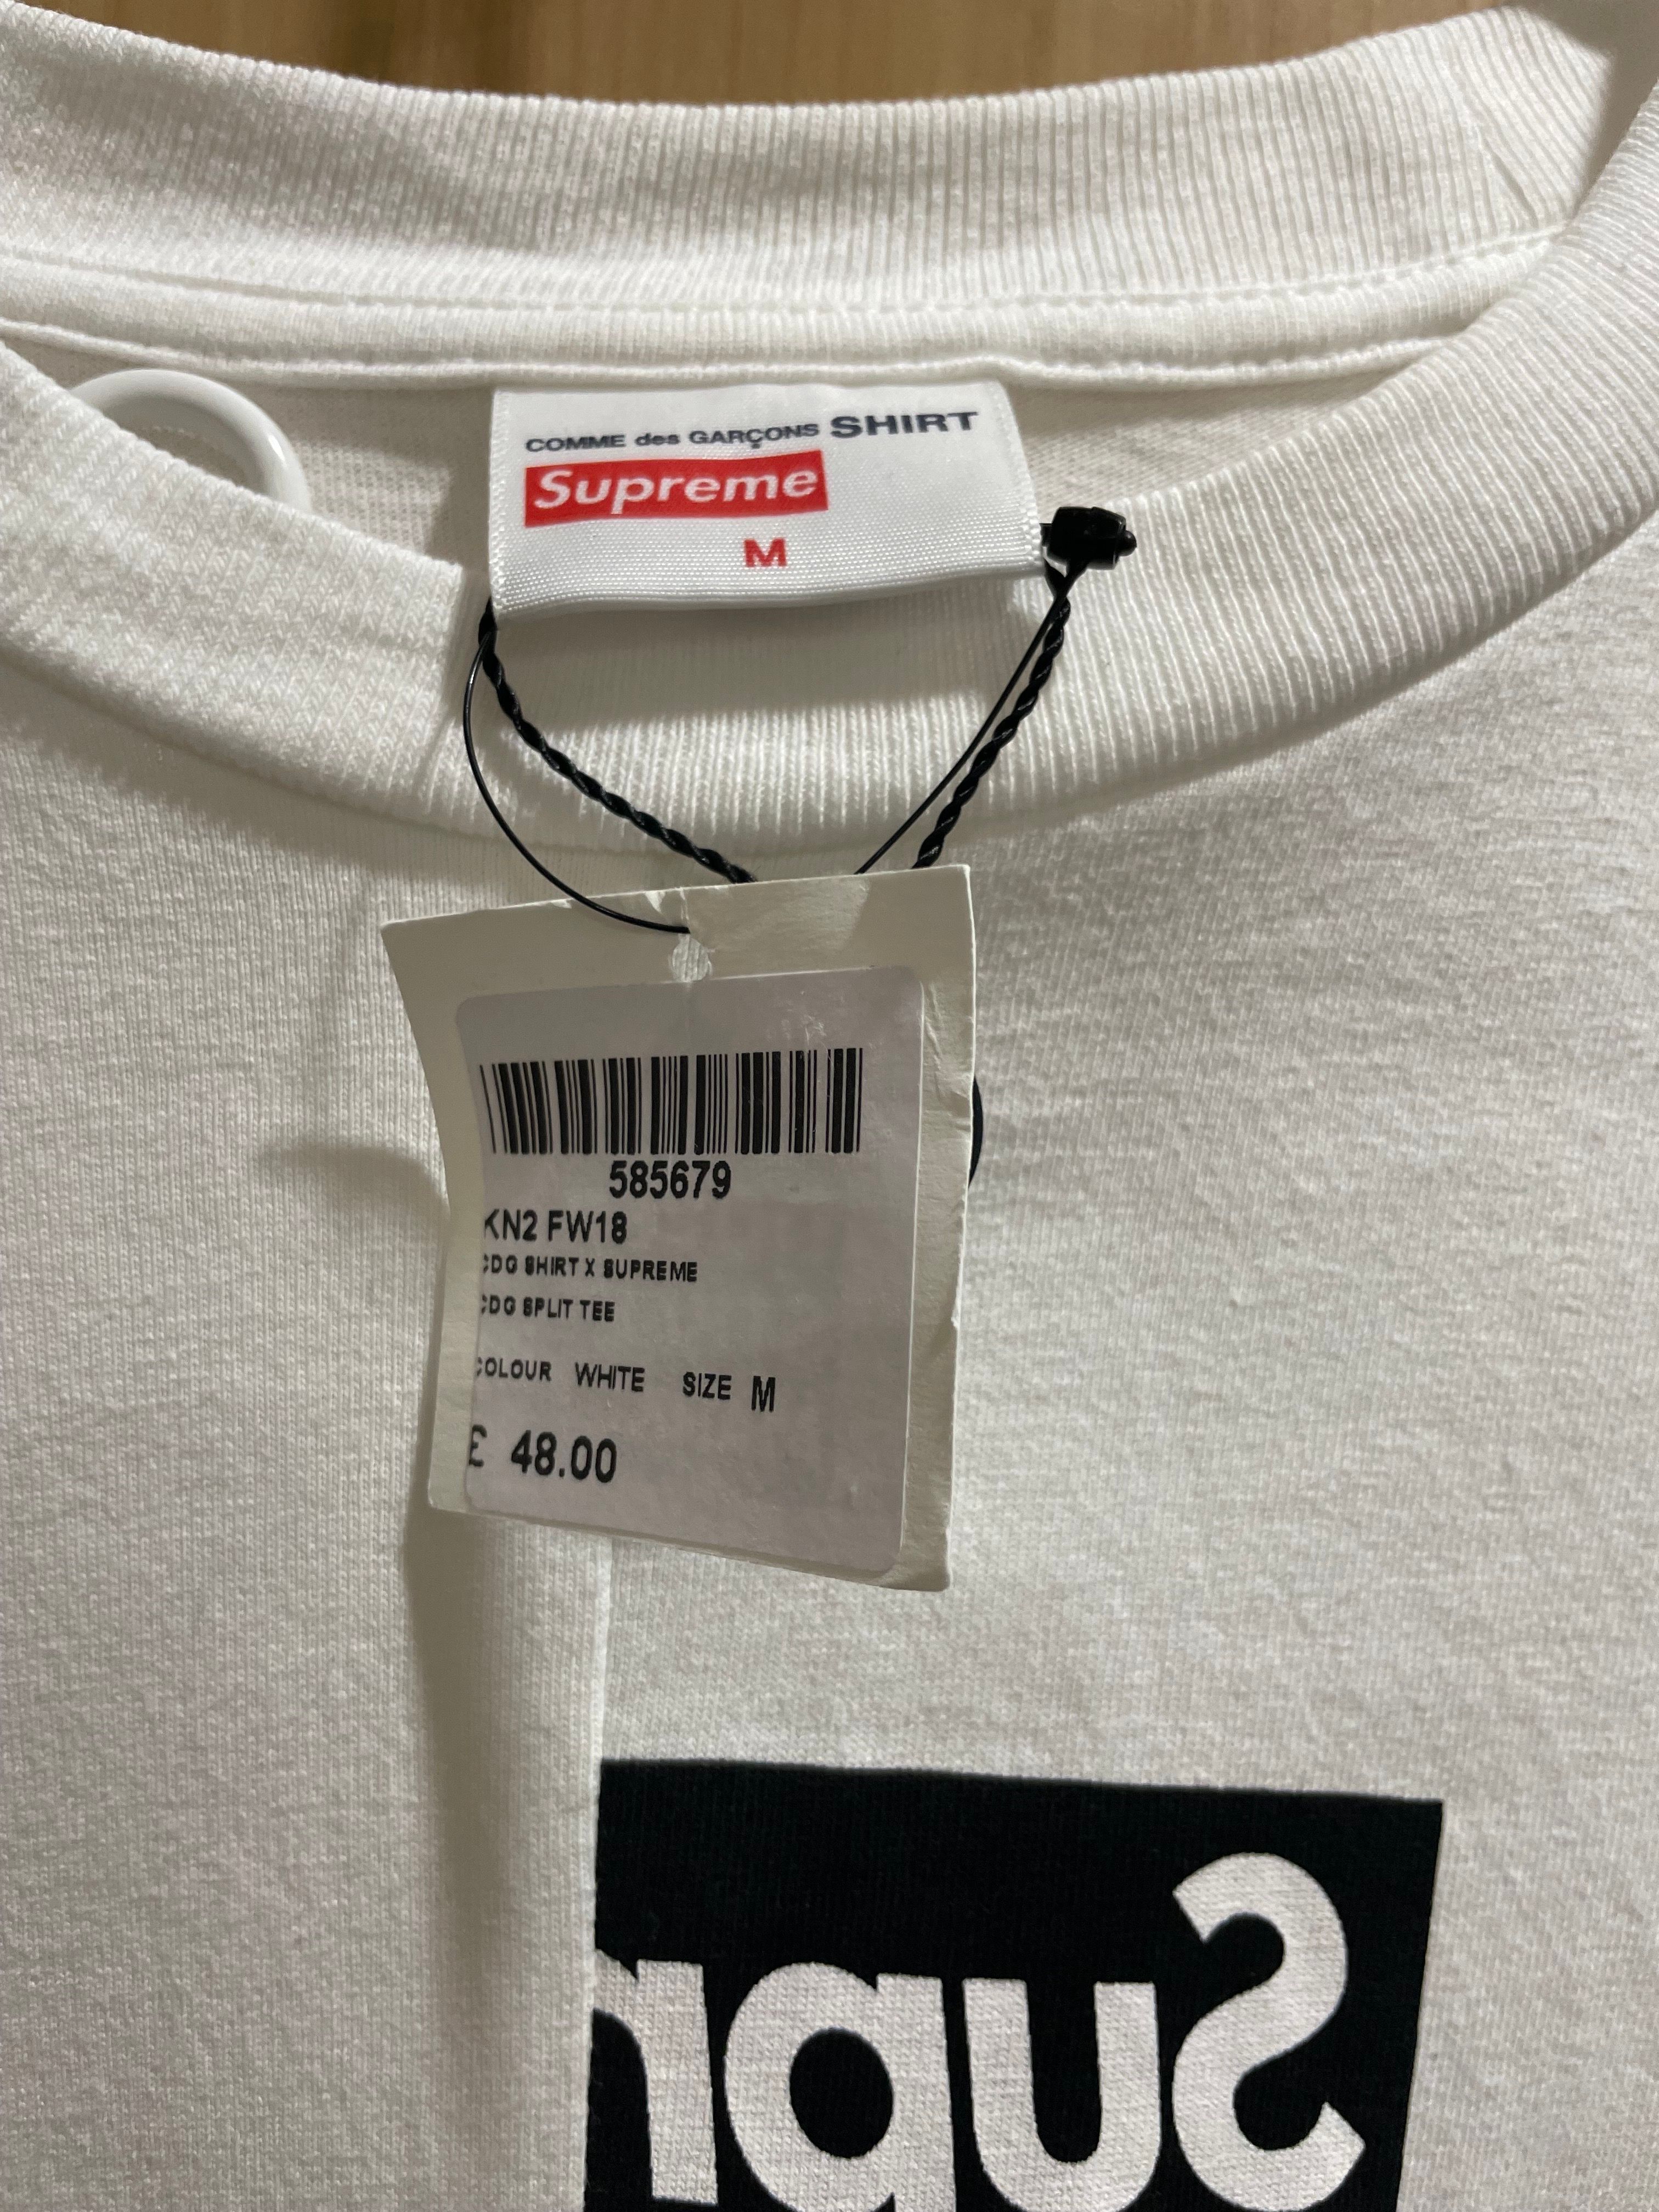 COMME des GARÇONS SHIRT
Supreme
M
585679
KN2 FW18
CDG SHIRT X SUPREME
CDG SPLIT TEE
COLOUR WHITE SIZE M
£ 48.00
Supr